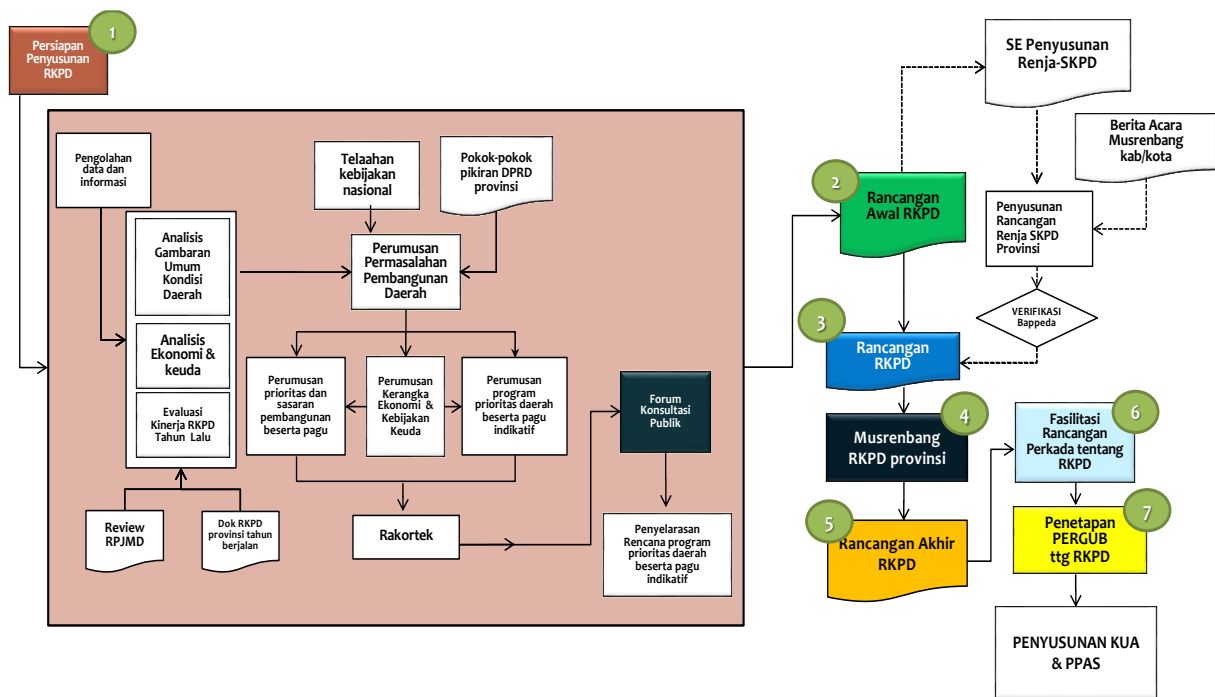 1
Persiapan
Penyusunan
RKPD
Pengolahan
data dan
informasi
Telaahan
kebijakan
nasional
Pokok-pokok
pikiran DPRD
provinsi
Analisis
Gambaran
Umum
Kondisi
Daerah
Analisis
Ekonomi &
keuda
Evaluasi
Kinerja RKPD
Tahun Lalu
Review
RPJMD
Dok RKPD
provinsi tahun
berjalan
Perumusan
Permasalahan
Pembangunan
Daerah
Perumusan
prioritas dan
sasaran
pembangunan
beserta pagu
Perumusan
Kerangka
Ekonomi &
Kebijakan
Keuda
Perumusan
program
prioritas daerah
beserta pagu
indikatif
Rakortek
Forum
Konsultasi
Publik
Penyelarasan
Rencana program
prioritas daerah
beserta pagu
indikatif
2
Rancangan
Awal RKPD
SE Penyusunan
Renja-SKPD
Berita Acara
Musrenbang
kab/kota
Penyusunan
Rancangan
Renja SKPD
Provinsi
VERIFIKASI
Bappeda
3
Rancangan
RKPD
4
Musrenbang
RKPD provinsi
5
Rancangan Akhir
RKPD
6
Fasilitasi
Rancangan
Perkada tentang
RKPD
7
Penetapan
PERGUB
ttg RKPD
PENYUSUNAN KUA
& PPAS